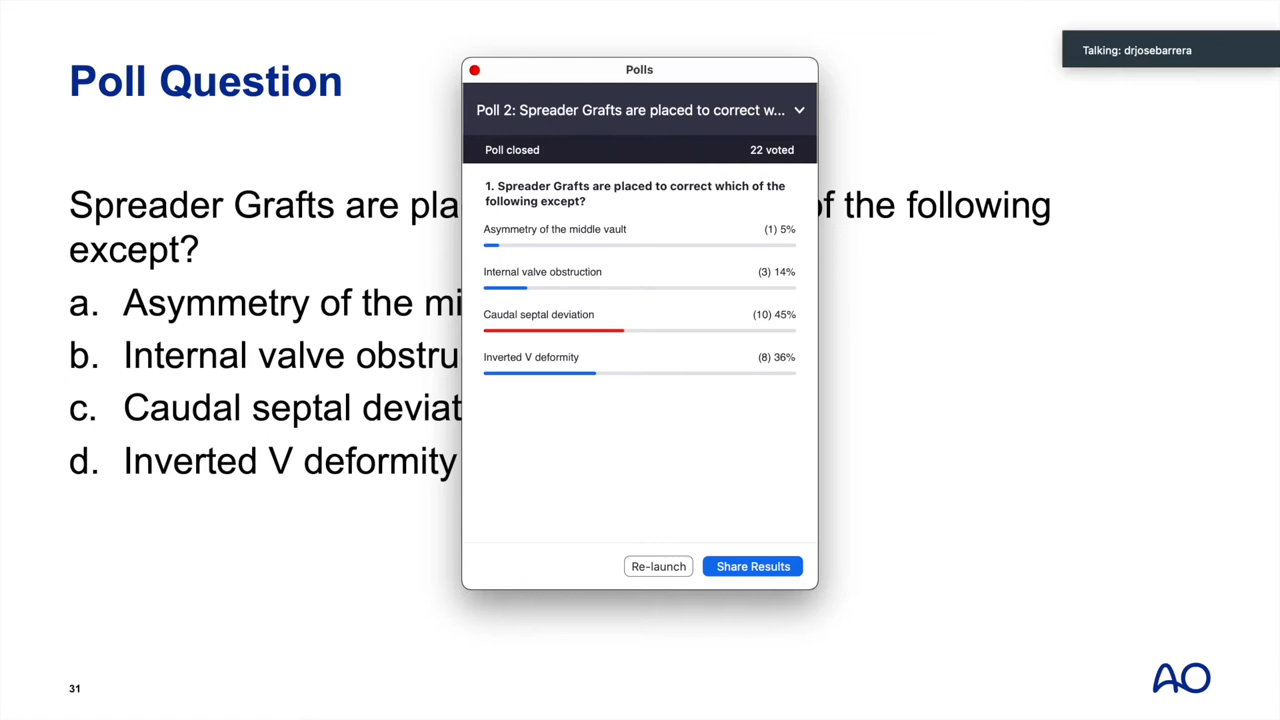 Talking: drjosebarrera
Poll Question
Polls
Poll 2: Spreader Grafts are placed to correct w...
Poll closed 22 voted
1. Spreader Grafts are placed to correct which of the
following except?
Asymmetry of the middle vault (1) 5%
Internal valve obstruction (3) 14%
Caudal septal deviation (10) 45%
Inverted V deformity (8) 36%
Re-launch Share Results
Spreader Grafts are pla of the following
except?
a. Asymmetry of the mi
b. Internal valve obstru
c. Caudal septal deviat
d. Inverted V deformity
31
AO